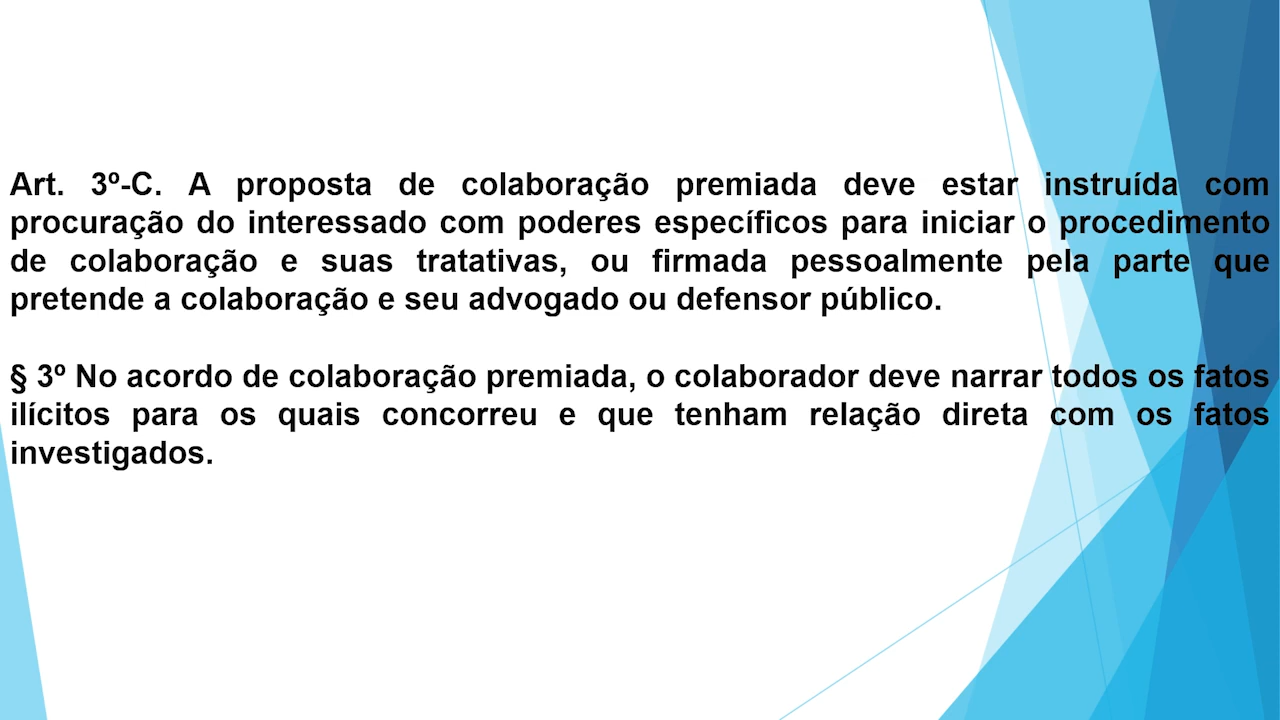 Art. 3º-C. A proposta de colaboração premiada deve estar instruída com
procuração do interessado com poderes específicos para iniciar o procedimento
de colaboração e suas tratativas, ou firmada pessoalmente pela parte que
pretende a colaboração e seu advogado ou defensor público.
§ 3º No acordo de colaboração premiada, o colaborador deve narrar todos os fatos
ilícitos para os quais concorreu e que tenham relação direta com os fatos
investigados.